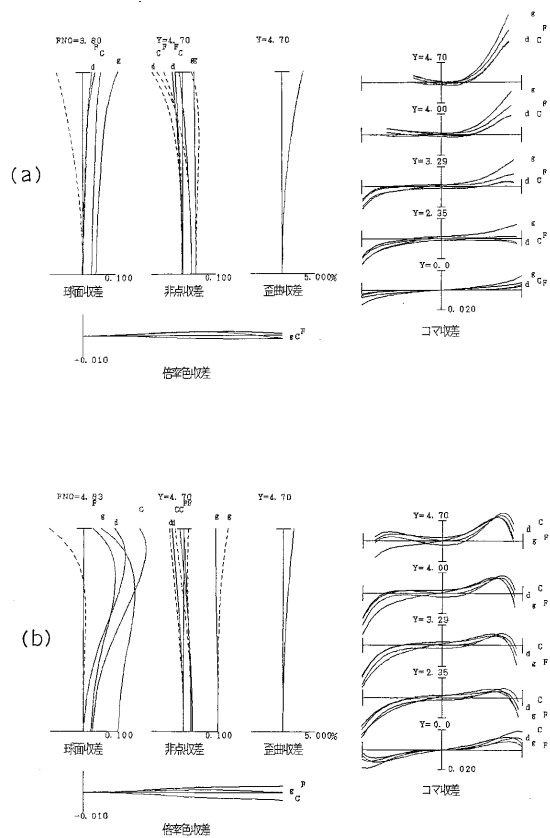 (a)
FNO=3.80
F
C
d
g
0.100
球面収差
Y=4.70
F F
C C
d d
gg
0.100
非点収差
Y=4.70
5.000%
歪曲収差
-0.010
g C F
倍率色収差
Y=4.70
g
F
d C
Y=4.00
g
F
d C
Y=3.29
g
F
d C
Y=2.35
g
F
d C
Y=0.0
g
d C F
0.020
コマ収差
(b)
FNO=4.83
F
g
d
C
0.100
球面収差
Y=4.70
CC FF
dd
g g
0.100
非点収差
Y=4.70
5.000%
歪曲収差
-0.010
g F
C
倍率色収差
Y=4.70
d C
g F
Y=4.00
d C
g F
Y=3.29
d C
g F
Y=2.35
d C
g F
Y=0.0
C
d
g F
0.020
コマ収差